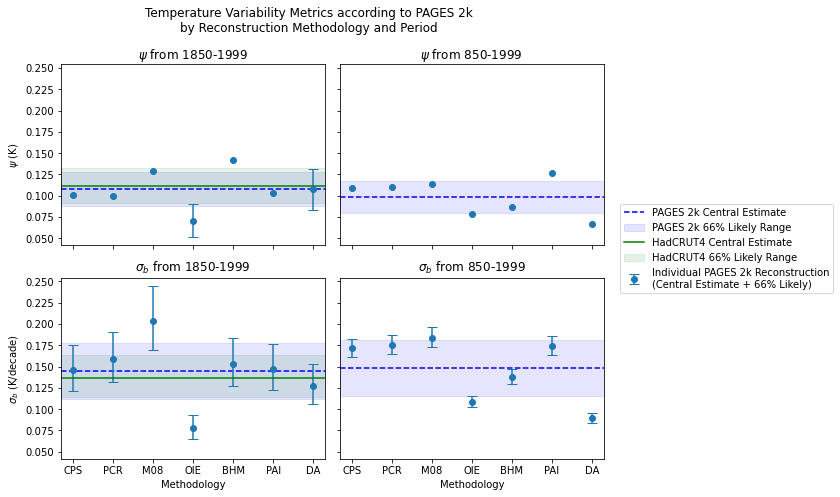 Temperature Variability Metrics according to PAGES 2k
by Reconstruction Methodology and Period
ψ from 1850-1999
ψ from 850-1999
0.250
0.225
0.200
0.175
0.150
0.125
0.100
0.075
0.050
ψ (K)
PAGES 2k Central Estimate
PAGES 2k 66% Likely Range
HadCRUT4 Central Estimate
HadCRUT4 66% Likely Range
Individual PAGES 2k Reconstruction
(Central Estimate + 66% Likely)
σb from 1850-1999
σb from 850-1999
0.250
0.225
0.200
0.175
0.150
0.125
0.100
0.075
0.050
σb (K/decade)
CPS PCR M08 OIE BHM PAI DA
CPS PCR M08 OIE BHM PAI DA
Methodology
Methodology